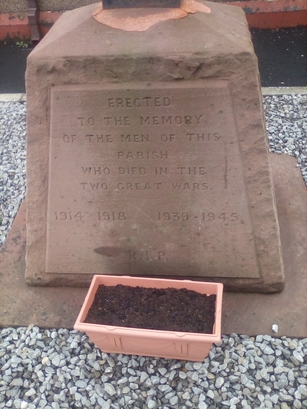 ERECTED
TO THE MEMORY
OF THE MEN OF THIS
PARISH
WHO DIED IN THE
TWO GREAT WARS.
1914-1918 1939-1945
R.I.P.